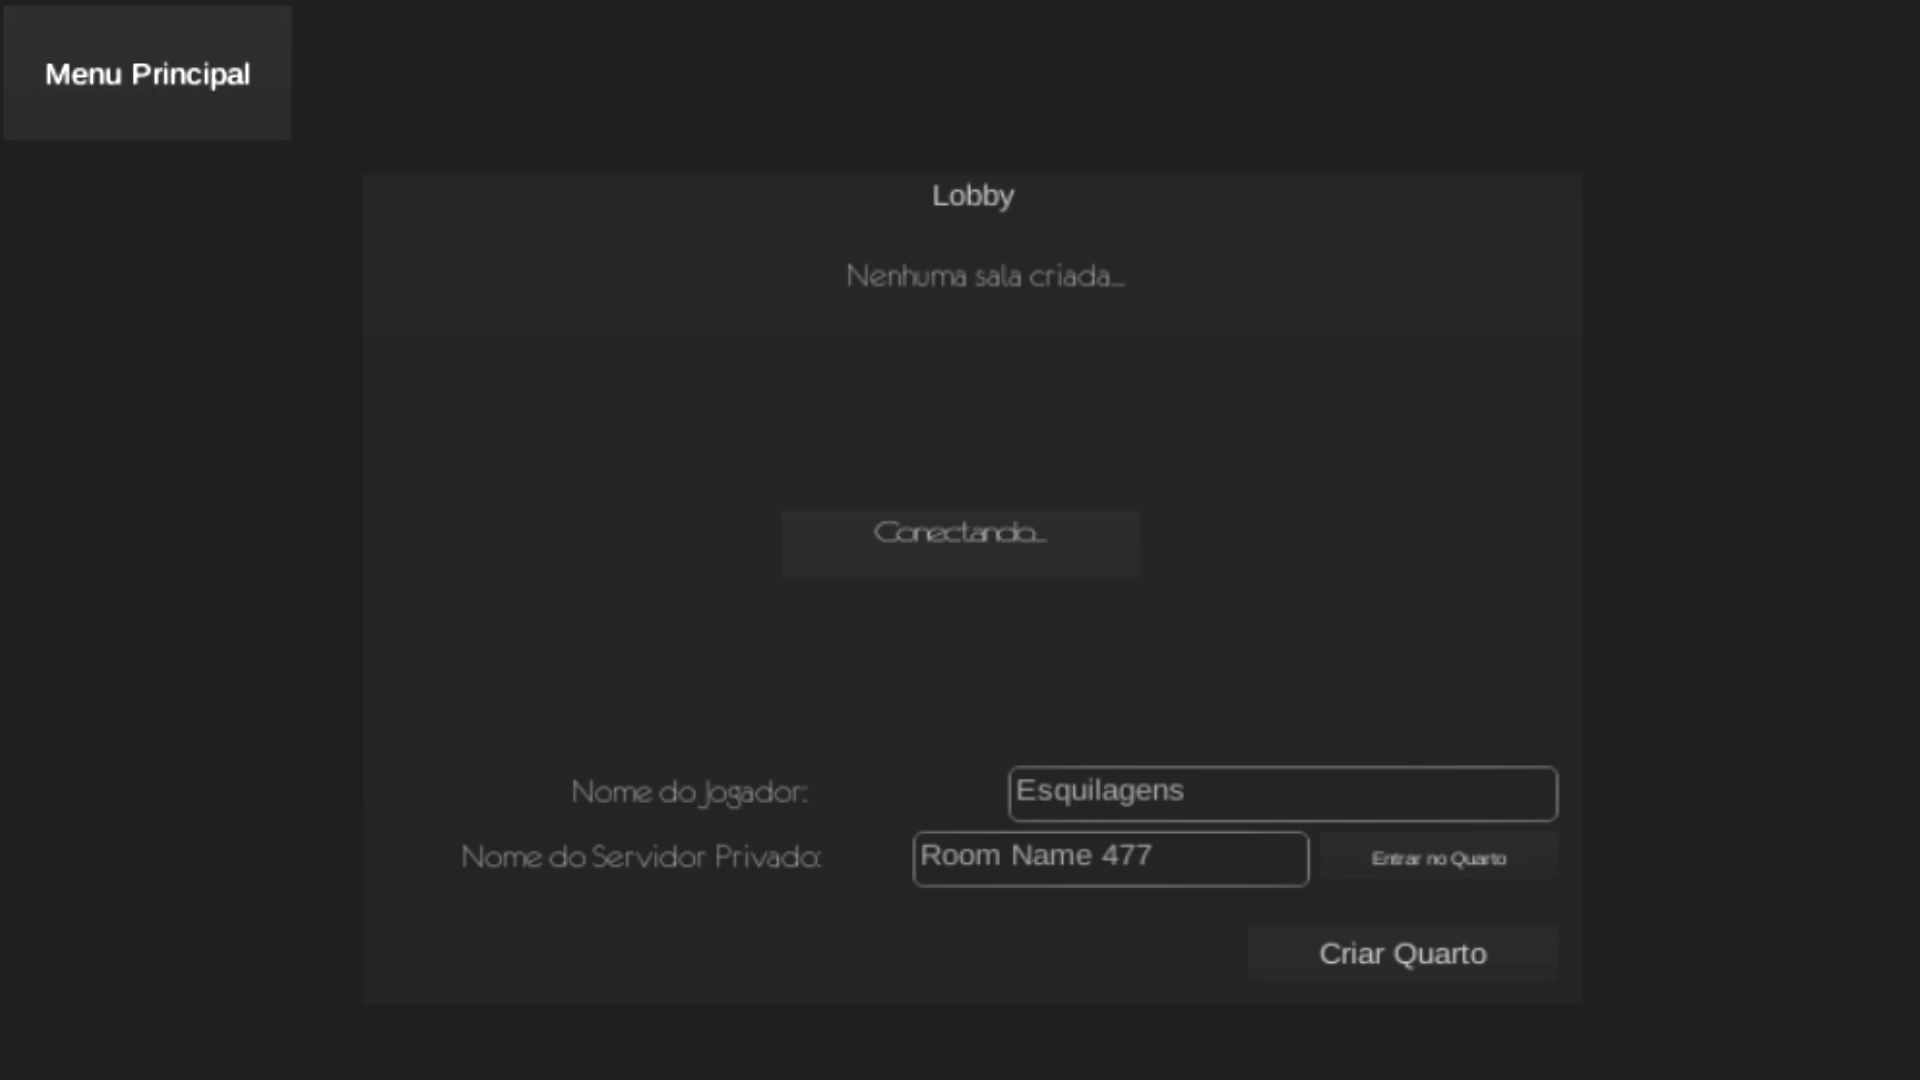 Menu Principal
Lobby
Nenhuma sala criada...
Conectando...
Nome do Jogador: Esquilagens
Nome do Servidor Privado: Room Name 477 Entrar no Quarto
Criar Quarto